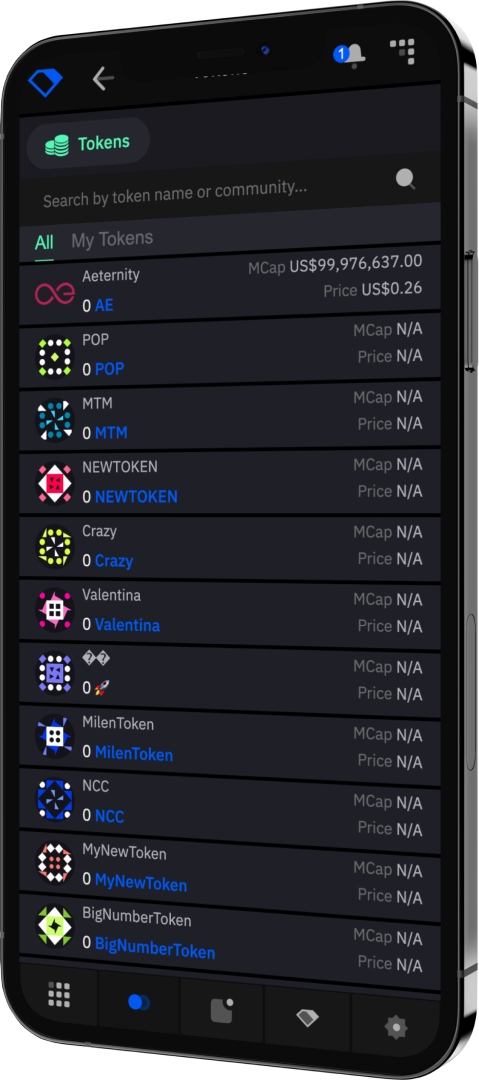 1
Tokens
Search by token name or community...
All My Tokens
Aeternity MCap US$99,976,637.00
0 AE Price US$0.26
POP MCap N/A
0 POP Price N/A
MTM MCap N/A
0 MTM Price N/A
NEWTOKEN MCap N/A
0 NEWTOKEN Price N/A
Crazy MCap N/A
0 Crazy Price N/A
Valentina MCap N/A
0 Valentina Price N/A
�� MCap N/A
0 🚀 Price N/A
MilenToken MCap N/A
0 MilenToken Price N/A
NCC MCap N/A
0 NCC Price N/A
MyNewToken MCap N/A
0 MyNewToken Price N/A
BigNumberToken MCap N/A
0 BigNumberToken Price N/A